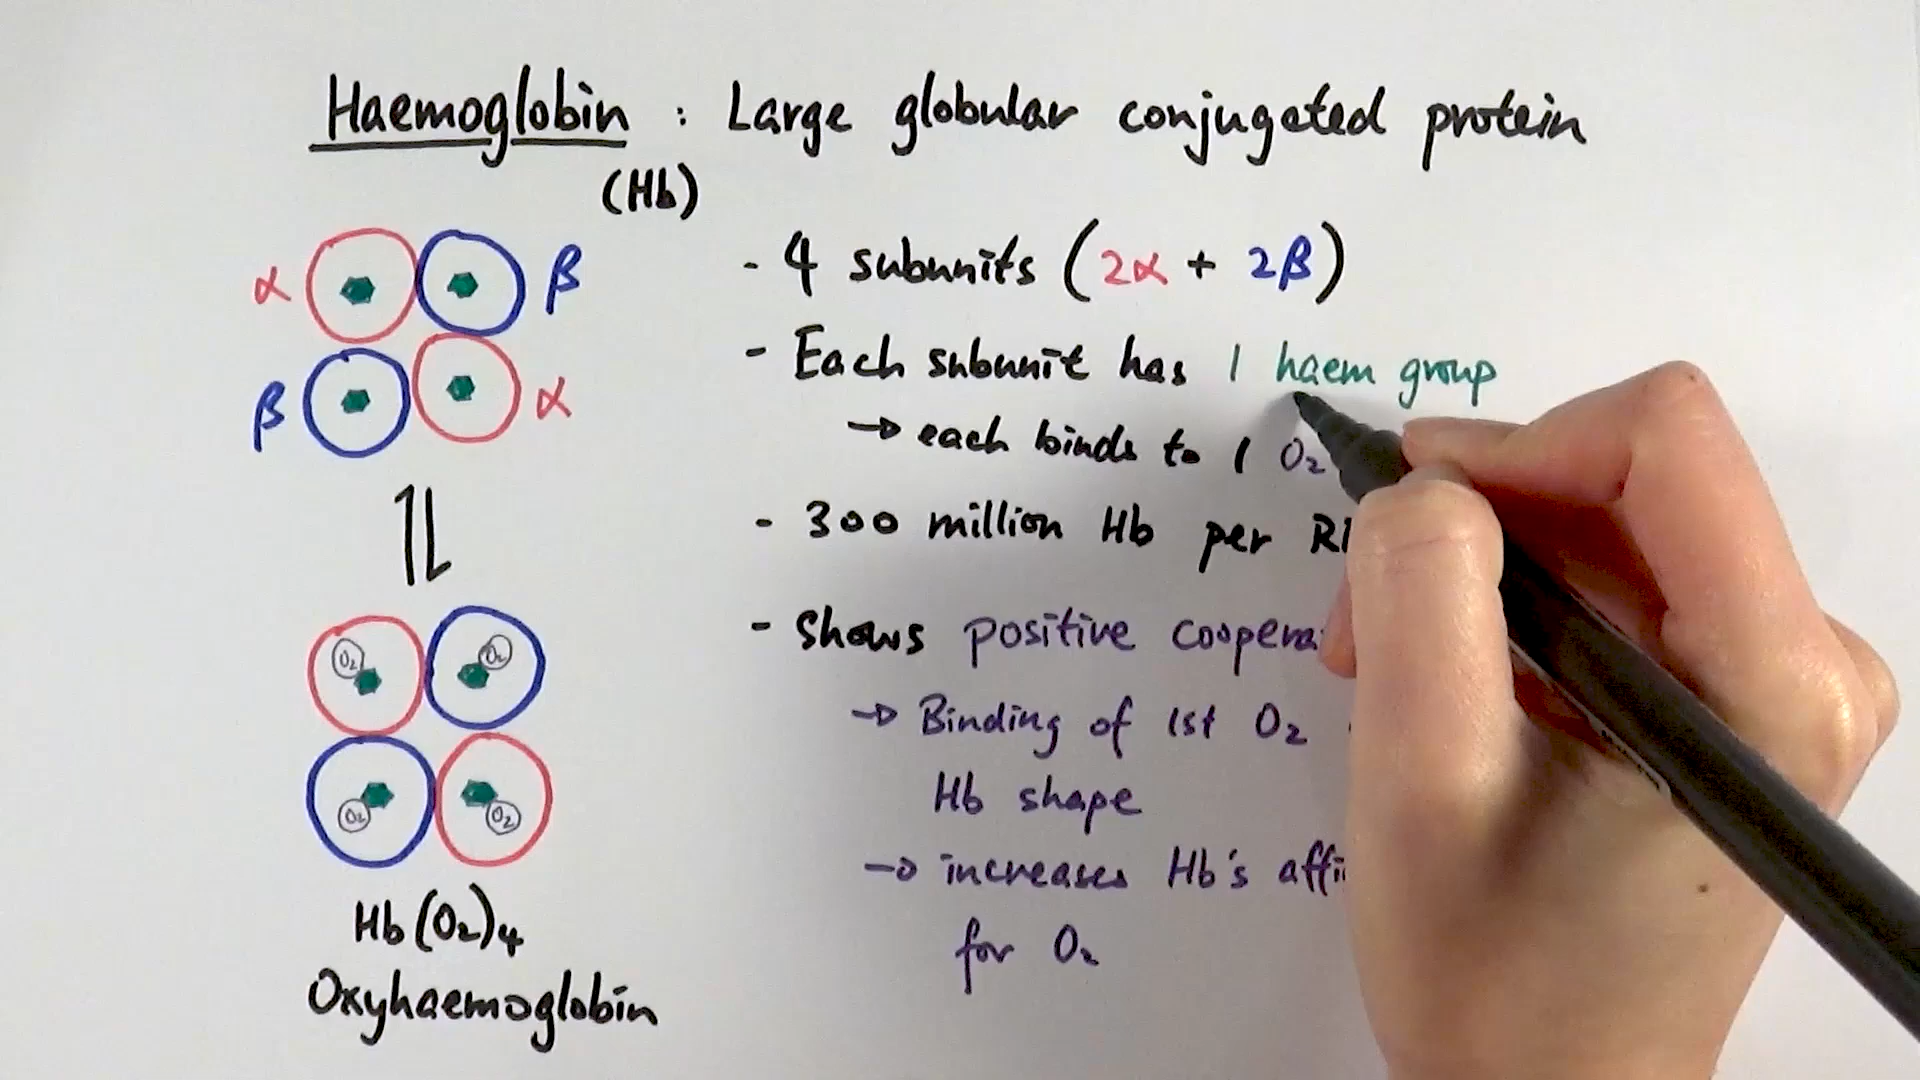 Haemoglobin : Large globular conjugated protein
(Hb)
α β
β α
- 4 subunits (2α + 2β)
- Each subunit has 1 haem group
→ each binds to 1 O₂
- 300 million Hb per
- Shows positive
→ Binding of 1st O₂
Hb shape
→ increases Hb's
for O₂
⇌
O₂ O₂
O₂ O₂
Hb(O₂)₄
Oxyhaemoglobin